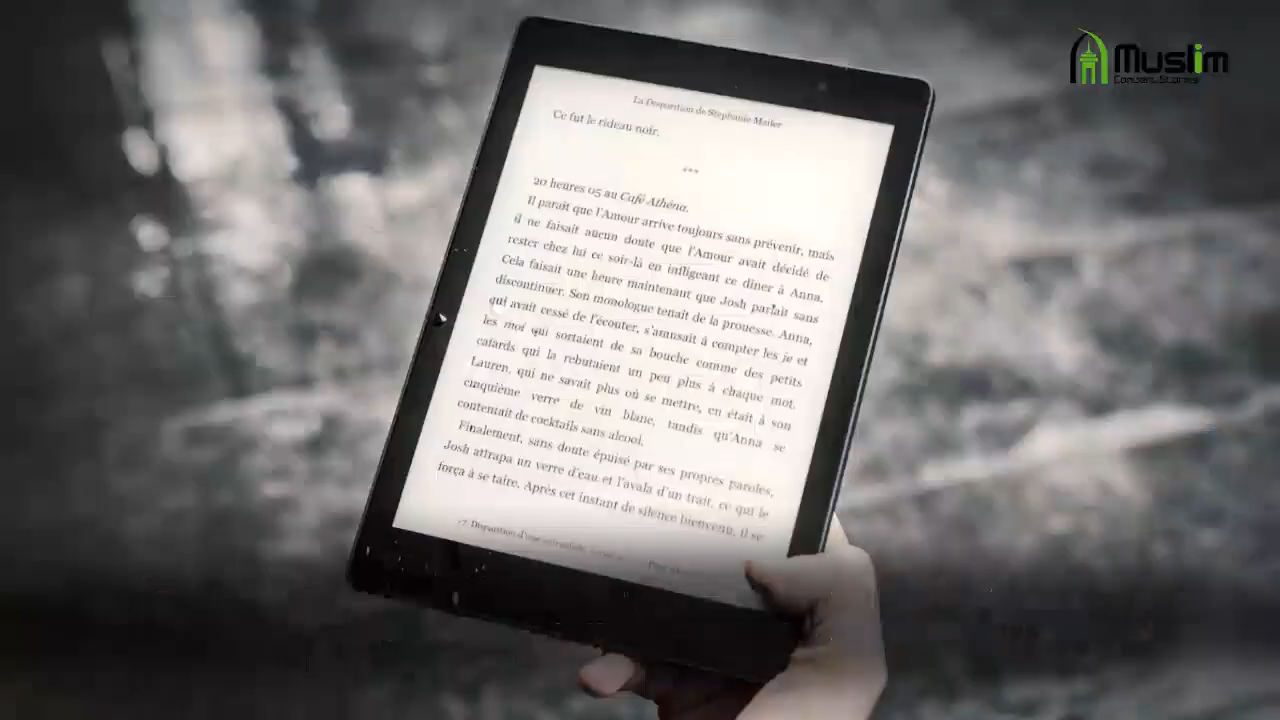 Muslim
Convert Stories
La Disparition de Stephanie Mailer
Ce fut le rideau noir.
***
20 heures 05 au Café Athéna.
Il paraît que l'Amour arrive toujours sans prévenir, mais
il ne faisait aucun doute que l'Amour avait décidé de
rester chez lui ce soir-là en infligeant ce dîner à Anna.
Cela faisait une heure maintenant que Josh parlait sans
discontinuer. Son monologue tenait de la prouesse. Anna,
qui avait cessé de l'écouter, s'amusait à compter les je et
les moi qui sortaient de sa bouche comme des petits
cafards qui la rebutaient un peu plus à chaque mot.
Lauren, qui ne savait plus où se mettre, en était à son
cinquième verre de vin blanc, tandis qu'Anna se
contentait de cocktails sans alcool.
Finalement, sans doute épuisé par ses propres paroles,
Josh attrapa un verre d'eau et l'avala d'un trait, ce qui le
força à se taire. Après cet instant de silence bienvenu, il se
Disparition d'une